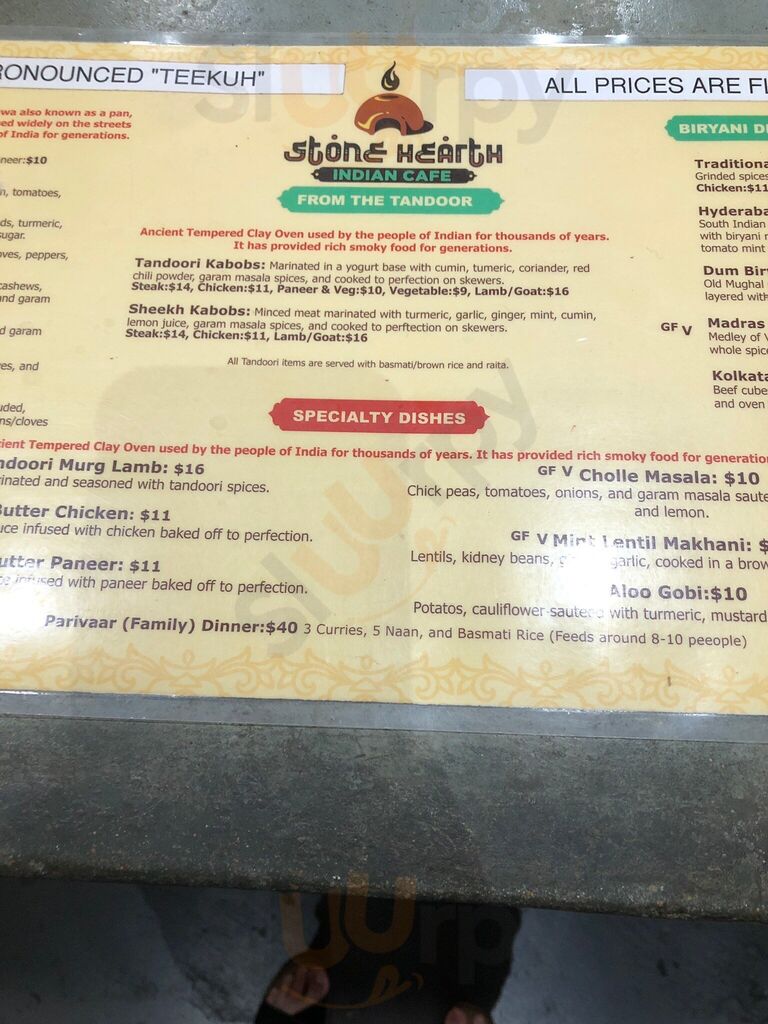 RONOUNCED "TEEKUH"
ALL PRICES ARE FL
wa also known as a pan,
ed widely on the streets
of India for generations.
neer:$10
n, tomatoes,
ds, turmeric,
sugar.
oves, peppers,
cashews,
and garam
d garam
es, and
uded,
ns/cloves
STONE HEARTH
INDIAN CAFE
FROM THE TANDOOR
Ancient Tempered Clay Oven used by the people of Indian for thousands of years.
It has provided rich smoky food for generations.
Tandoori Kabobs: Marinated in a yogurt base with cumin, tumeric, coriander, red
chili powder, garam masala spices, and cooked to perfection on skewers.
Steak:$14, Chicken:$11, Paneer & Veg:$10, Vegetable:$9, Lamb/Goat:$16
Sheekh Kabobs: Minced meat marinated with turmeric, garlic, ginger, mint, cumin,
lemon juice, garam masala spices, and cooked to perftection on skewers.
Steak:$14, Chicken:$11, Lamb/Goat:$16
All Tandoori items are served with basmati/brown rice and raita.
BIRYANI DI
Traditiona
Grinded spices
Chicken:$11
Hyderaba
South Indian
with biryani
tomato mint
Dum Bir
Old Mughal
layered with
GF V Madras
Medley of V
whole spice
Kolkata
Beef cube
and oven
SPECIALTY DISHES
cient Tempered Clay Oven used by the people of India for thousands of years. It has provided rich smoky food for generation
ndoori Murg Lamb: $16
rinated and seasoned with tandoori spices.
Butter Chicken: $11
uce infused with chicken baked off to perfection.
utter Paneer: $11
infused with paneer baked off to perfection.
GF V Cholle Masala: $10
Chick peas, tomatoes, onions, and garam masala saute
and lemon.
GF V Mint Lentil Makhani: $
Lentils, kidney beans, garlic, cooked in a brow
Aloo Gobi:$10
Potatos, cauliflower sautered with turmeric, mustard
Parivaar (Family) Dinner:$40 3 Curries, 5 Naan, and Basmati Rice (Feeds around 8-10 peeople)
sluurpy
sluurpy
sluurpy